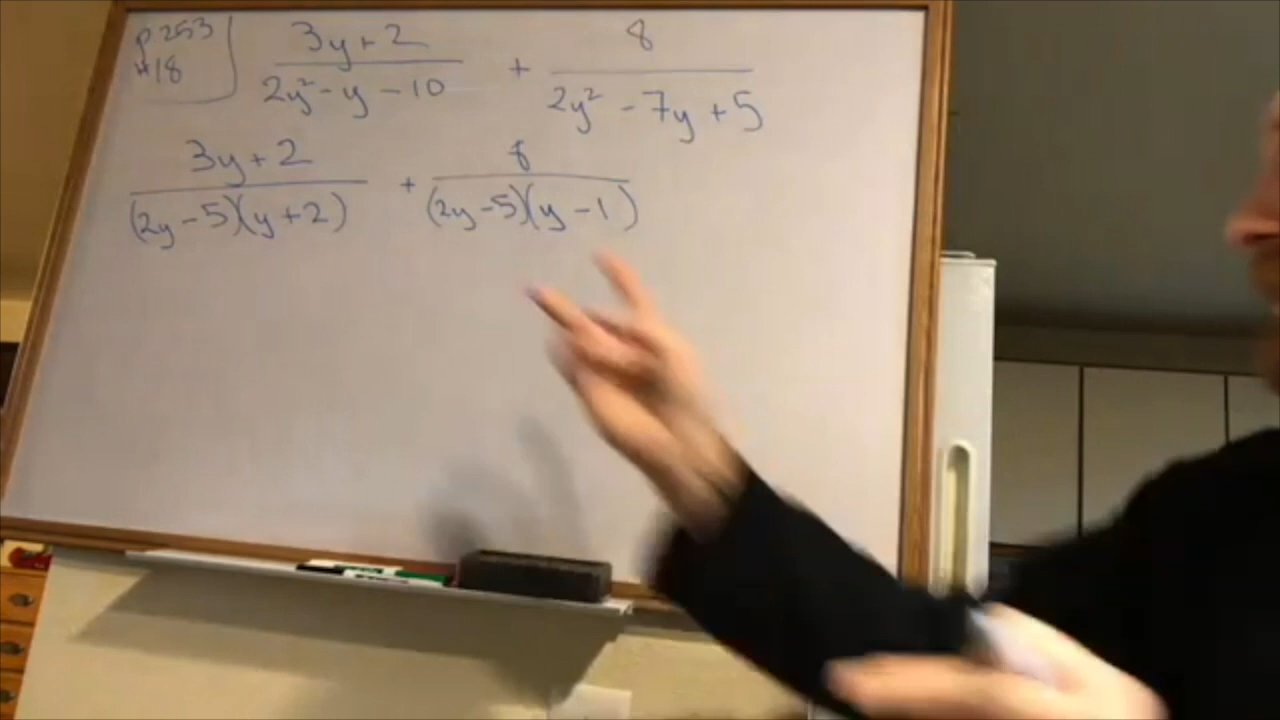 p 253
#18
3y+2 / 2y² - y - 10 + 8 / 2y² - 7y + 5
3y+2 / (2y-5)(y+2) + 8 / (2y-5)(y-1)